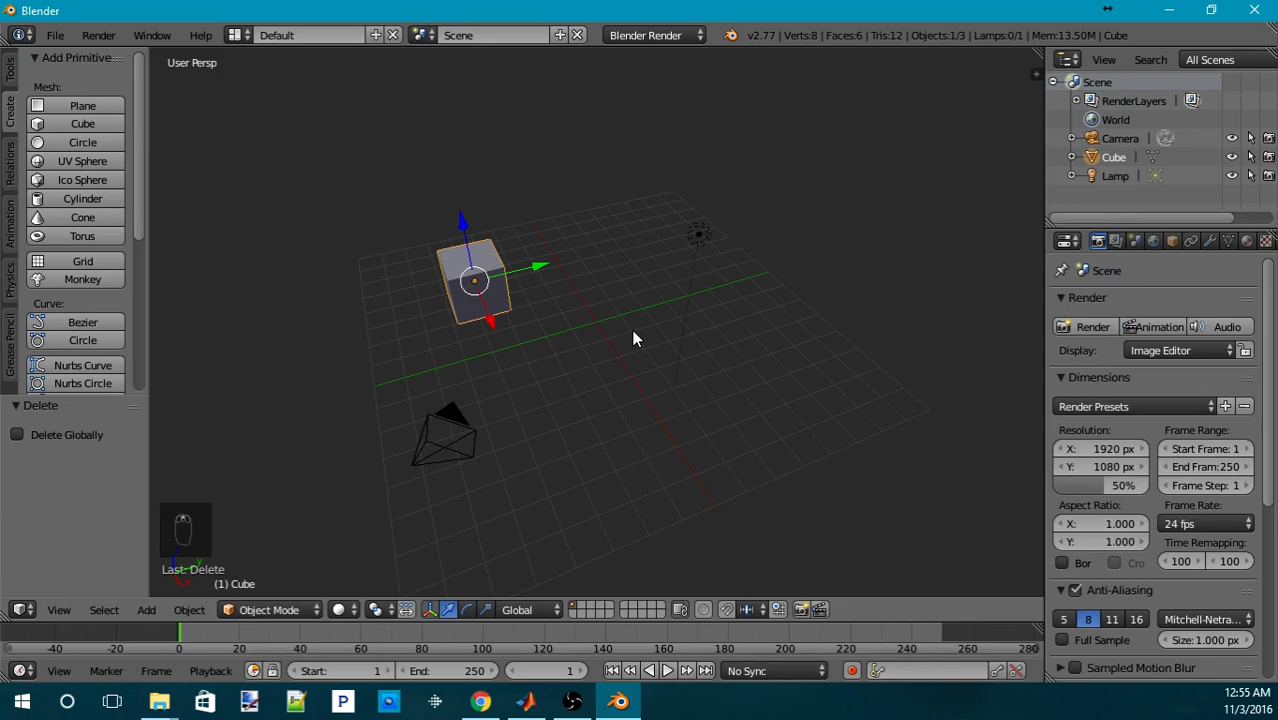 Blender
File Render Window Help Default Scene Blender Render v2.77 | Verts:8 | Faces:6 | Tris:12 | Objects:1/3 | Lamps:0/1 | Mem:13.50M | Cube
Tools
Create
Relations
Animation
Physics
Grease Pencil
Add Primitive
Mesh:
Plane
Cube
Circle
UV Sphere
Ico Sphere
Cylinder
Cone
Torus
Grid
Monkey
Curve:
Bezier
Circle
Nurbs Curve
Nurbs Circle
Delete
Delete Globally
User Persp
Last: Delete
(1) Cube
View Select Add Object Object Mode Global
View Search All Scenes
Scene
RenderLayers
World
Camera
Cube
Lamp
Scene
Render
Render Animation Audio
Display: Image Editor
Dimensions
Render Presets
Resolution: Frame Range:
X: 1920 px Start Frame: 1
Y: 1080 px End Fram:250
50% Frame Step: 1
Aspect Ratio: Frame Rate:
X: 1.000 24 fps
Y: 1.000 Time Remapping:
Bor Cro 100 100
Anti-Aliasing
5 8 11 16 Mitchell-Netra...
Full Sample Size: 1.000 px
Sampled Motion Blur
-40 -20 0 20 40 60 80 100 120 140 160 180 200 220 240 260 280
View Marker Frame Playback Start: 1 End: 250 1 No Sync
12:55 AM
11/3/2016